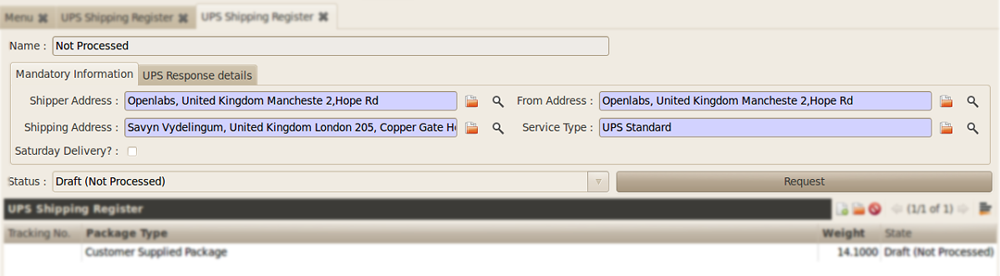 Menu ✖ UPS Shipping Register ✖ UPS Shipping Register ✖
Name : Not Processed
Mandatory Information UPS Response details
Shipper Address : Openlabs, United Kingdom Mancheste 2,Hope Rd From Address : Openlabs, United Kingdom Mancheste 2,Hope Rd
Shipping Address : Savyn Vydelingum, United Kingdom London 205, Copper Gate H Service Type : UPS Standard
Saturday Delivery? :
Status : Draft (Not Processed) Request
UPS Shipping Register (1/1 of 1)
Tracking No. Package Type Weight State
Customer Supplied Package 14.1000 Draft (Not Processed)